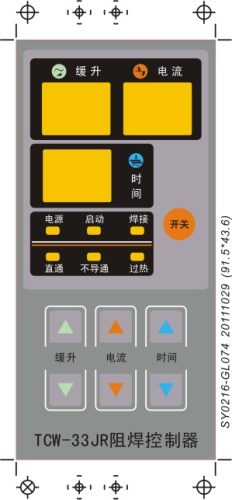 缓升 电流
时
间
电源 启动 焊接
开关
直通 不导通 过热
缓升 电流 时间
TCW-33JR阻焊控制器
SY0216-GL074 20111029 (91.5*43.6)